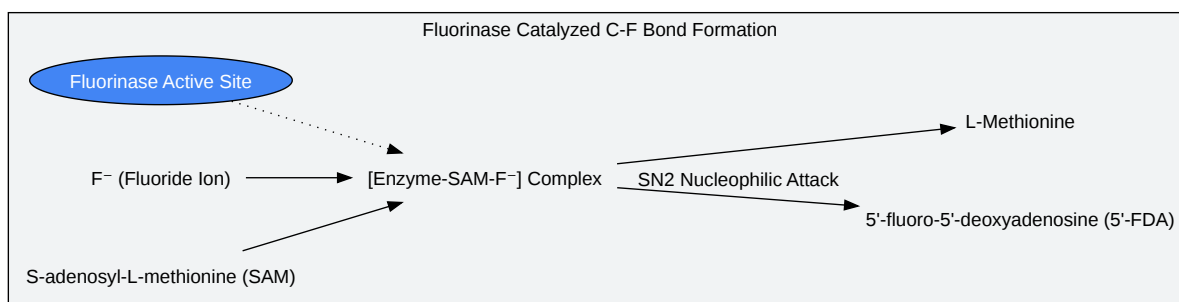 Fluorinase Catalyzed C-F Bond Formation
Fluorinase Active Site
L-Methionine
F⁻ (Fluoride Ion)
[Enzyme-SAM-F⁻] Complex
SN2 Nucleophilic Attack
5'-fluoro-5'-deoxyadenosine (5'-FDA)
S-adenosyl-L-methionine (SAM)